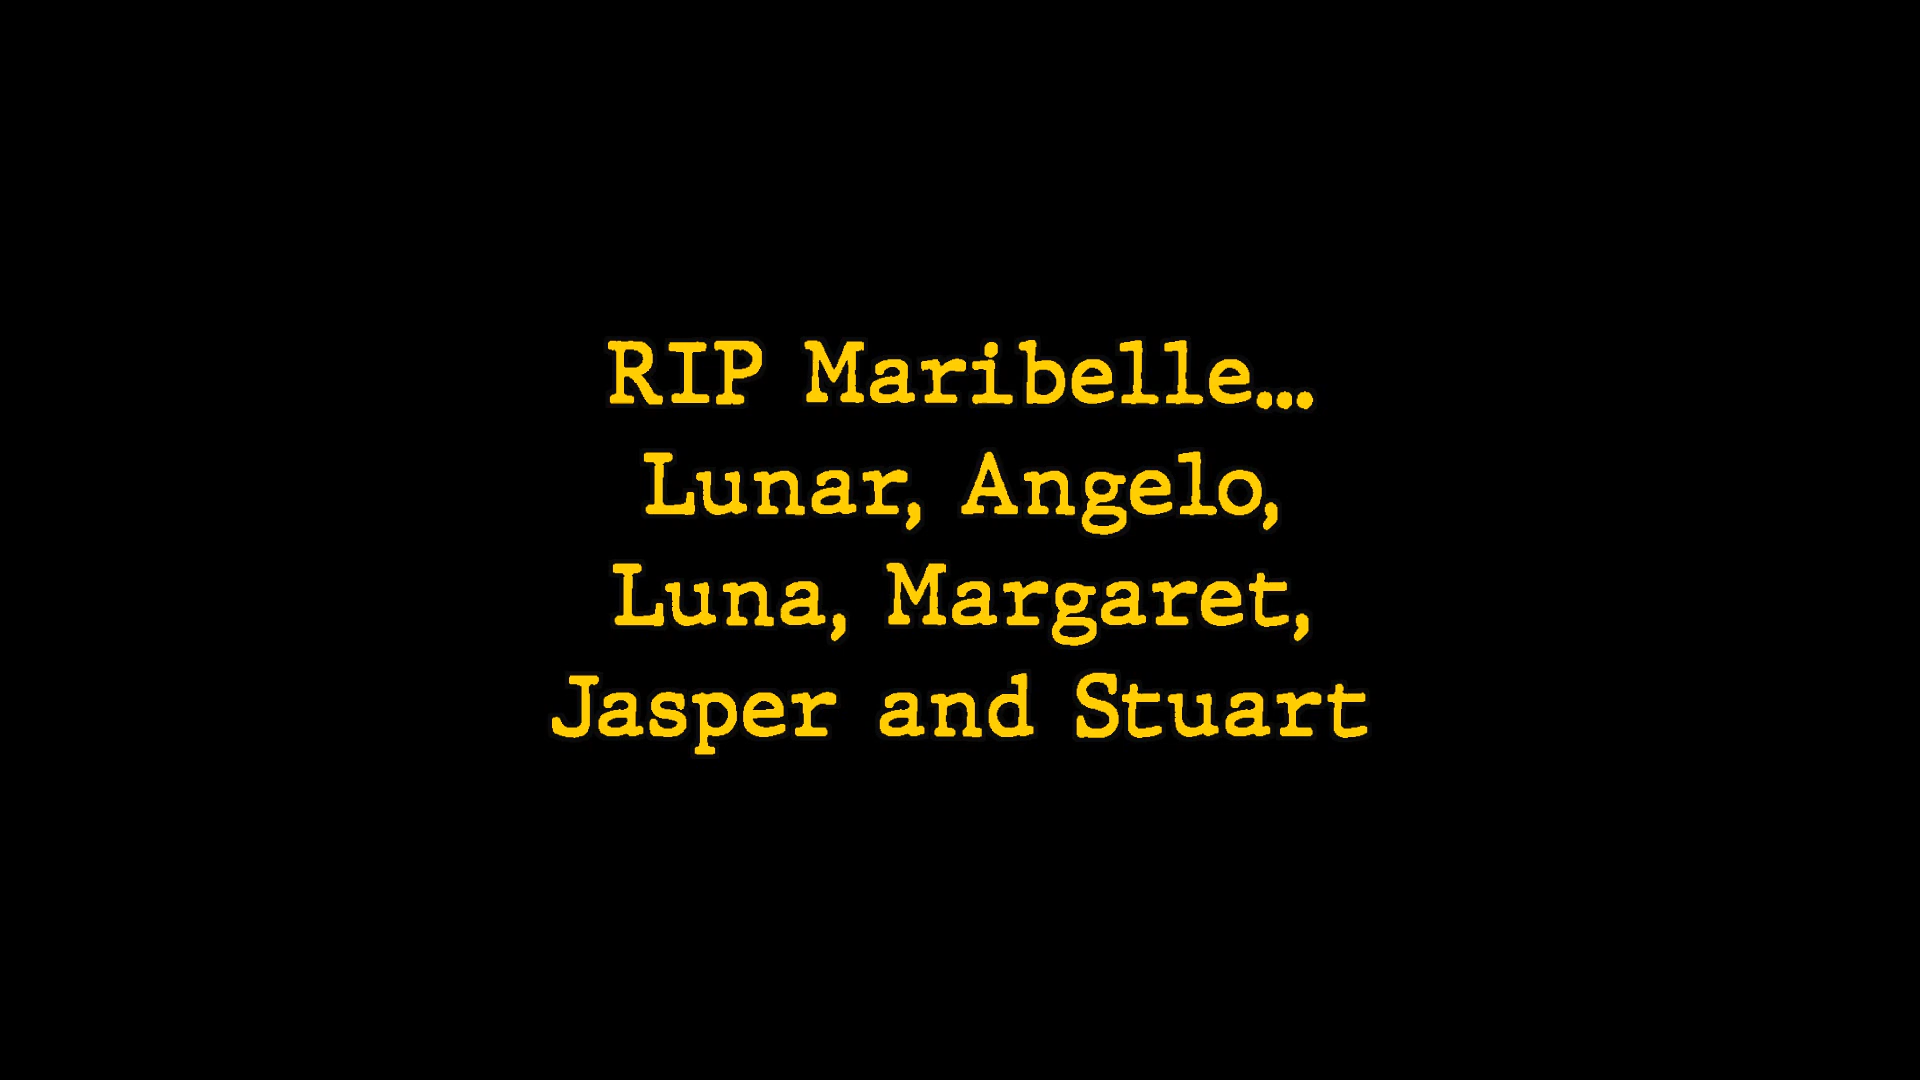 RIP Maribelle...
Lunar, Angelo,
Luna, Margaret,
Jasper and Stuart